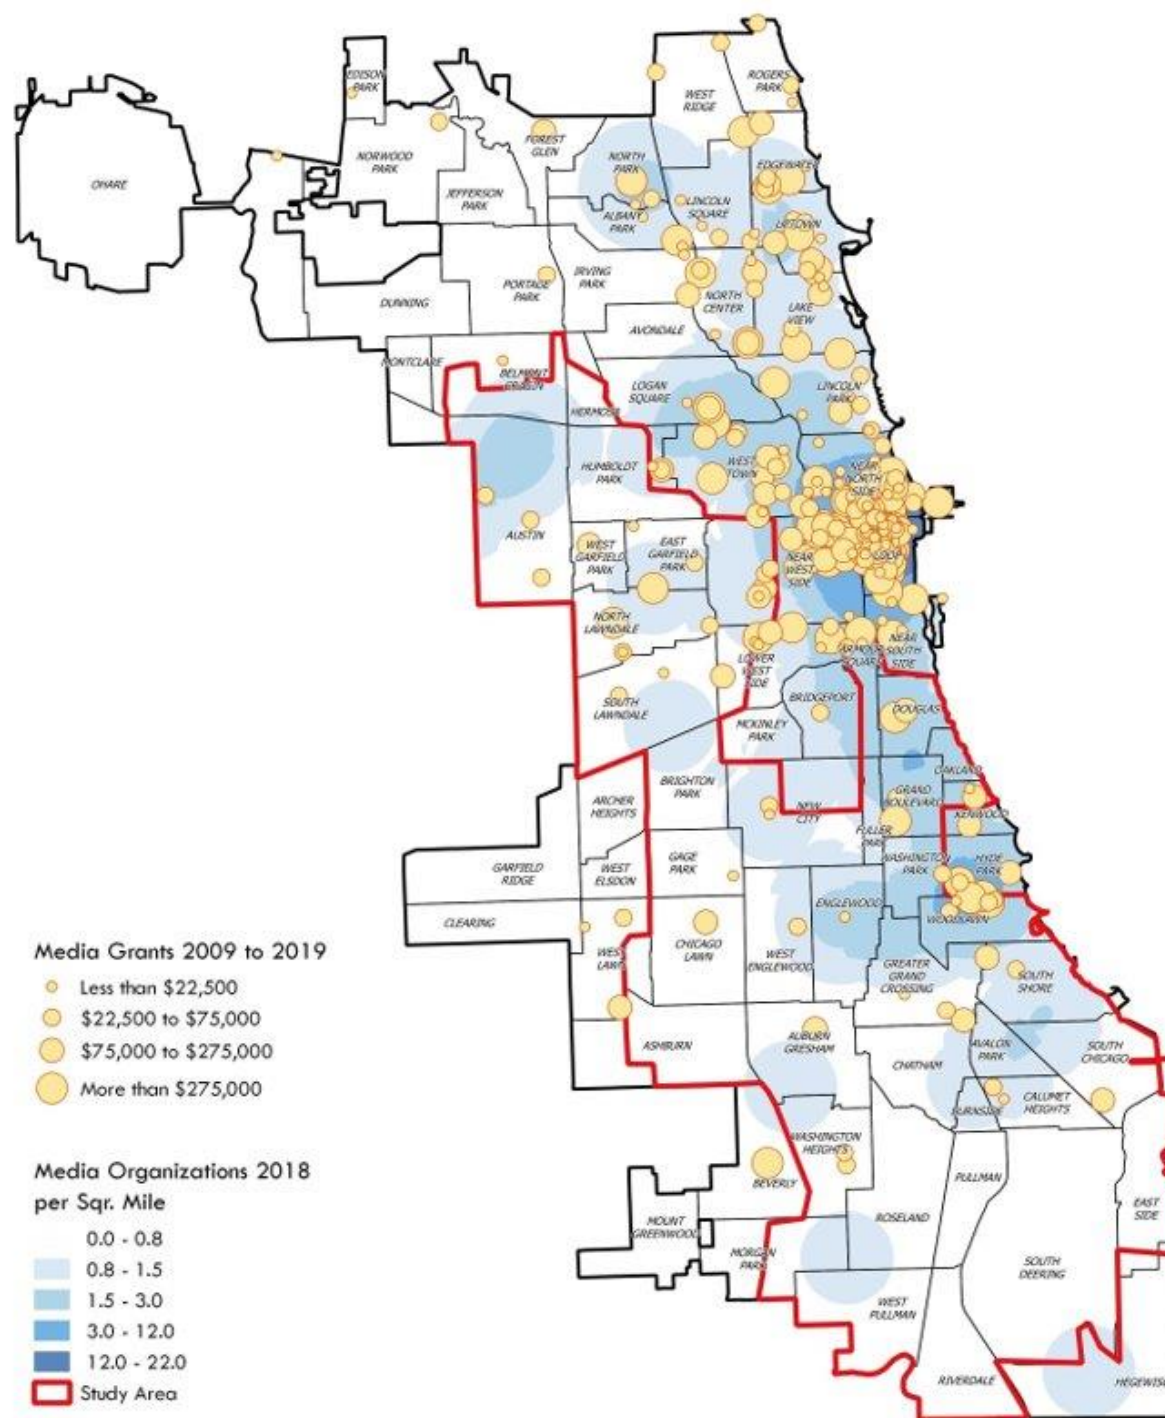 EDISON
PARK
ROGERS
PARK
WEST
RIDGE
OHARE
NORWOOD
PARK
FOREST
GLEN
NORTH
PARK
EDGEWATER
JEFFERSON
PARK
LINCOLN
SQUARE
ALBANY
PARK
UPTOWN
PORTAGE
PARK
IRVING
PARK
DUNNING
NORTH
CENTER
LAKE
VIEW
AVONDALE
MONTCLARE
BELMONT
CRAGIN
LOGAN
SQUARE
LINCOLN
PARK
HERMOSA
HUMBOLDT
PARK
WEST
TOWN
NEAR
NORTH
SIDE
AUSTIN
WEST
GARFIELD
PARK
EAST
GARFIELD
PARK
NEAR
WEST
SIDE
LOOP
NORTH
LAWNDALE
LOWER
WEST
SIDE
ARMOUR
SQUARE
NEAR
SOUTH
SIDE
SOUTH
LAWNDALE
BRIDGEPORT
DOUGLAS
MCKINLEY
PARK
OAKLAND
BRIGHTON
PARK
ARCHER
HEIGHTS
NEW
CITY
GRAND
BOULEVARD
KENWOOD
FULLER
PARK
GARFIELD
RIDGE
WEST
ELSDON
GAGE
PARK
WASHINGTON
PARK
HYDE
PARK
CLEARING
ENGLEWOOD
WOODLAWN
WEST
LAWN
CHICAGO
LAWN
WEST
ENGLEWOOD
GREATER
GRAND
CROSSING
SOUTH
SHORE
ASHBURN
AUBURN
GRESHAM
AVALON
PARK
SOUTH
CHICAGO
CHATHAM
BURNSIDE
CALUMET
HEIGHTS
WASHINGTON
HEIGHTS
BEVERLY
PULLMAN
EAST
SIDE
MOUNT
GREENWOOD
ROSELAND
MORGAN
PARK
SOUTH
DEERING
WEST
PULLMAN
RIVERDALE
HEGEWISC
Media Grants 2009 to 2019
Less than $22,500
$22,500 to $75,000
$75,000 to $275,000
More than $275,000
Media Organizations 2018
per Sqr. Mile
0.0 - 0.8
0.8 - 1.5
1.5 - 3.0
3.0 - 12.0
12.0 - 22.0
Study Area